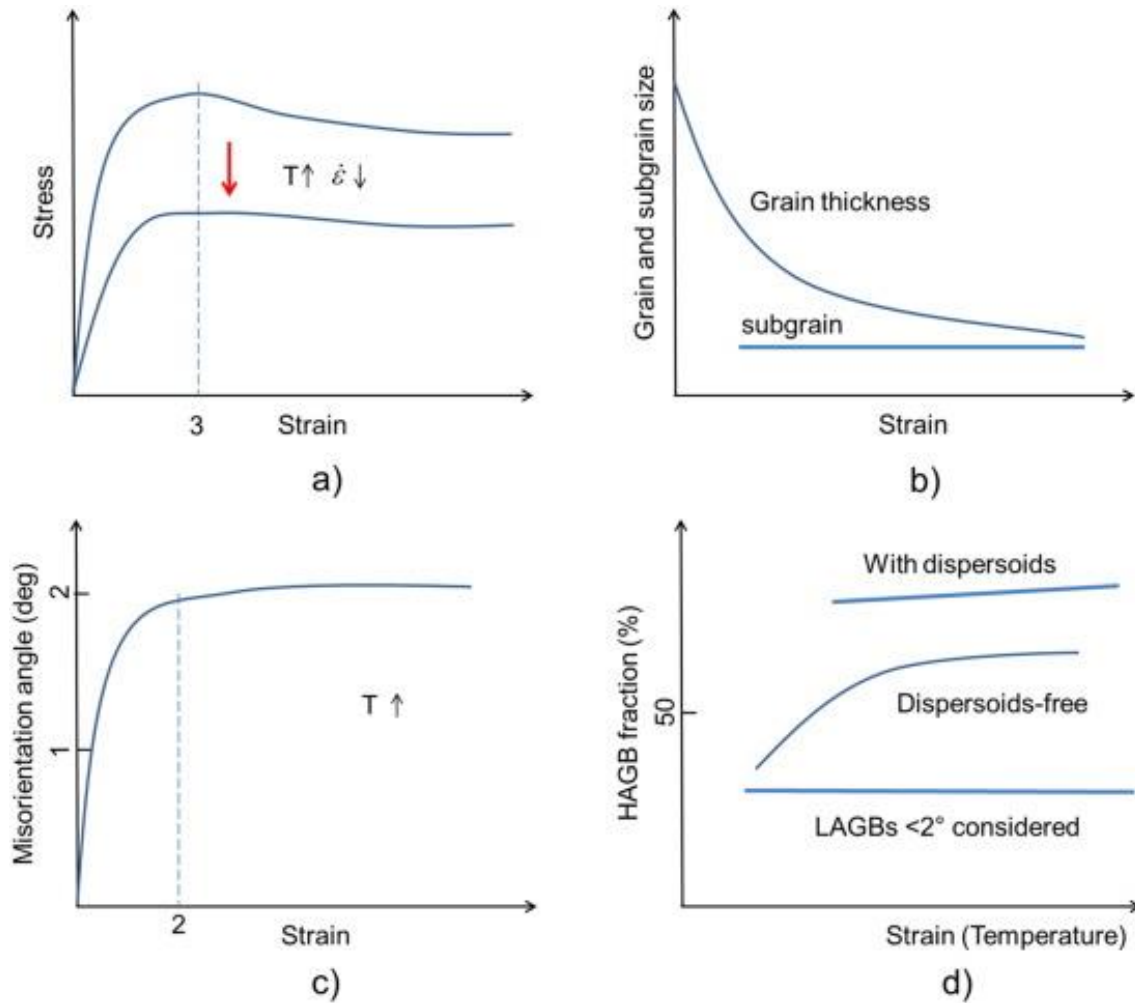 Stress
T↑ ε̇↓
3
Strain
a)
Grain and subgrain size
Grain thickness
subgrain
Strain
b)
Misorientation angle (deg)
2
1
T ↑
2
Strain
c)
HAGB fraction (%)
50
With dispersoids
Dispersoids-free
LAGBs <2° considered
Strain (Temperature)
d)